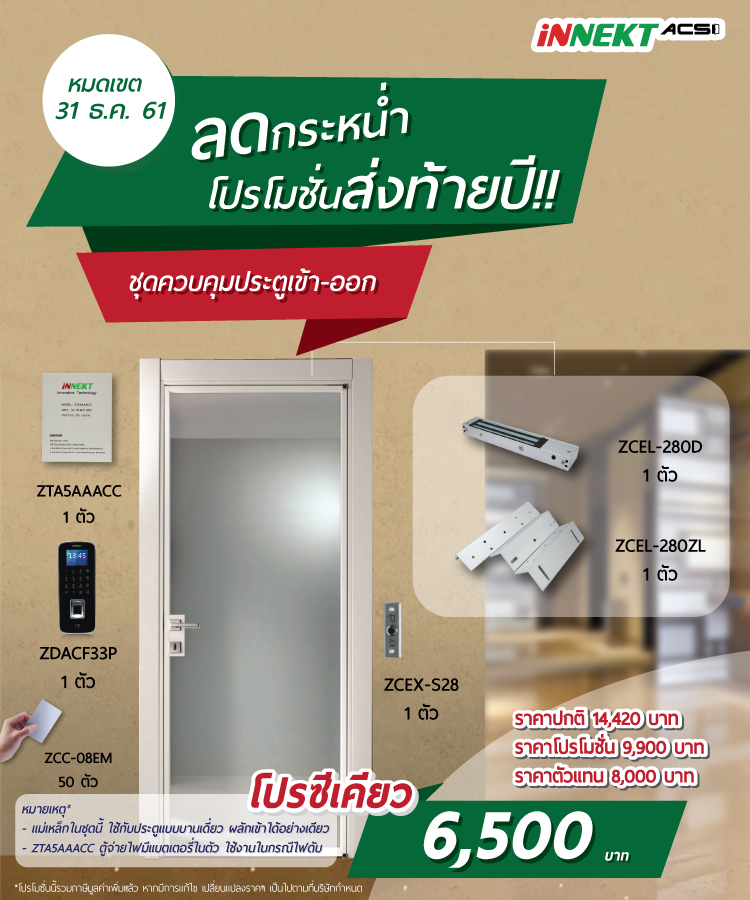 iNNEKT ACSI
หมดเขต
31 ธ.ค. 61
ลดกระหน่ำ
โปรโมชั่นส่งท้ายปี!!
ชุดควบคุมประตูเข้า-ออก
iNNEKT
Innovation Technology
ZTA5AAACC
1 ตัว
13:45
ZDACF33P
1 ตัว
ZCC-08EM
50 ตัว
ZCEL-280D
1 ตัว
ZCEL-280ZL
1 ตัว
ZCEX-S28
1 ตัว
ราคาปกติ 14,420 บาท
ราคาโปรโมชั่น 9,900 บาท
ราคาตัวแทน 8,000 บาท
โปรซีเคียว
6,500 บาท
หมายเหตุ*
- แม่เหล็กในชุดนี้ ใช้กับประตูแบบบานเดี่ยว ผลักเข้าได้อย่างเดียว
- ZTA5AAACC ตู้จ่ายไฟมีแบตเตอรี่ในตัว ใช้งานในกรณีไฟดับ
*โปรโมชั่นนี้รวมภาษีมูลค่าเพิ่มแล้ว หากมีการแก้ไข เปลี่ยนแปลงราคาฯ เป็นไปตามที่บริษัทกำหนด